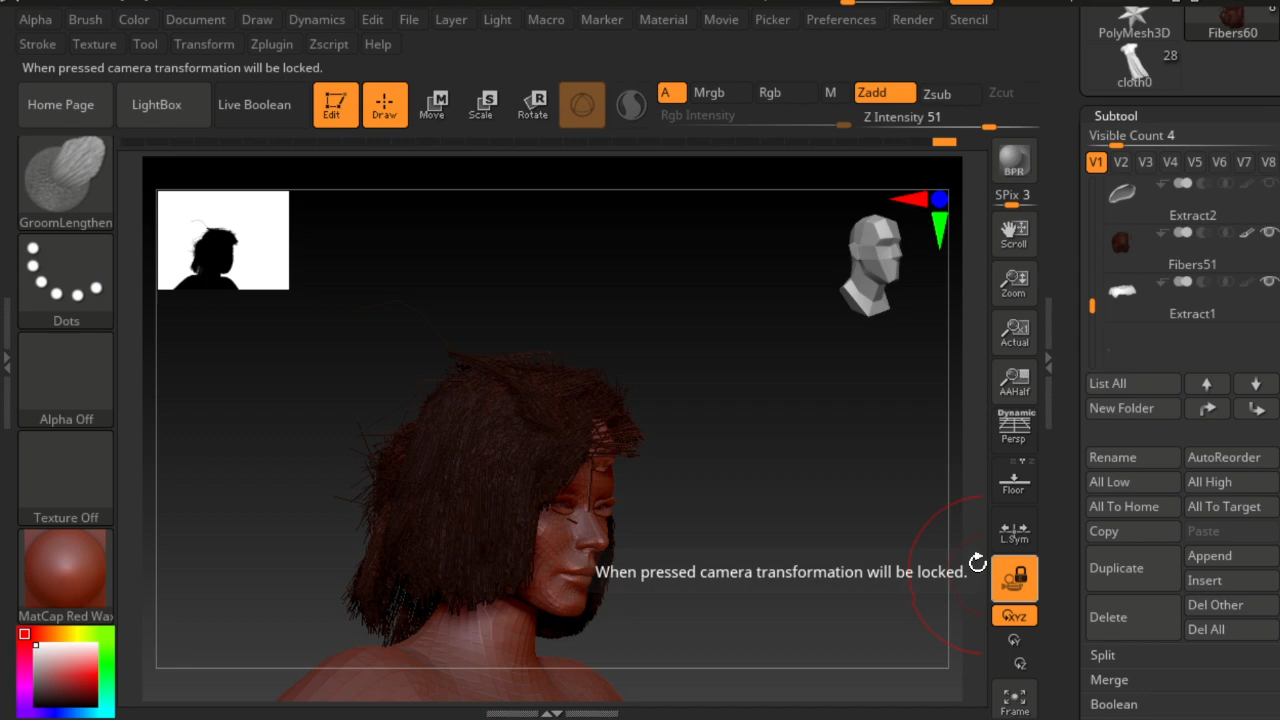 Alpha Brush Color Document Draw Dynamics Edit File Layer Light Macro Marker Material Movie Picker Preferences Render Stencil
Stroke Texture Tool Transform Zplugin Zscript Help
When pressed camera transformation will be locked.
Home Page LightBox Live Boolean Edit Draw Move Scale Rotate A Mrgb Rgb M Zadd Zsub Zcut
Rgb Intensity Z Intensity 51
M S R
GroomLengthen
Dots
Alpha Off
Texture Off
MatCap Red Wax
BPR
SPix 3
Scroll
Zoom
Actual
AAHalf
Dynamic
Persp
Floor
L.Sym
When pressed camera transformation will be locked.
XYZ
Y
Z
Frame
PolyMesh3D Fibers60
28
cloth0
Subtool
Visible Count 4
V1 V2 V3 V4 V5 V6 V7 V8
Extract2
Fibers51
Extract1
List All
New Folder
Rename AutoReorder
All Low All High
All To Home All To Target
Copy Paste
Duplicate Append
Insert
Delete Del Other
Del All
Split
Merge
Boolean